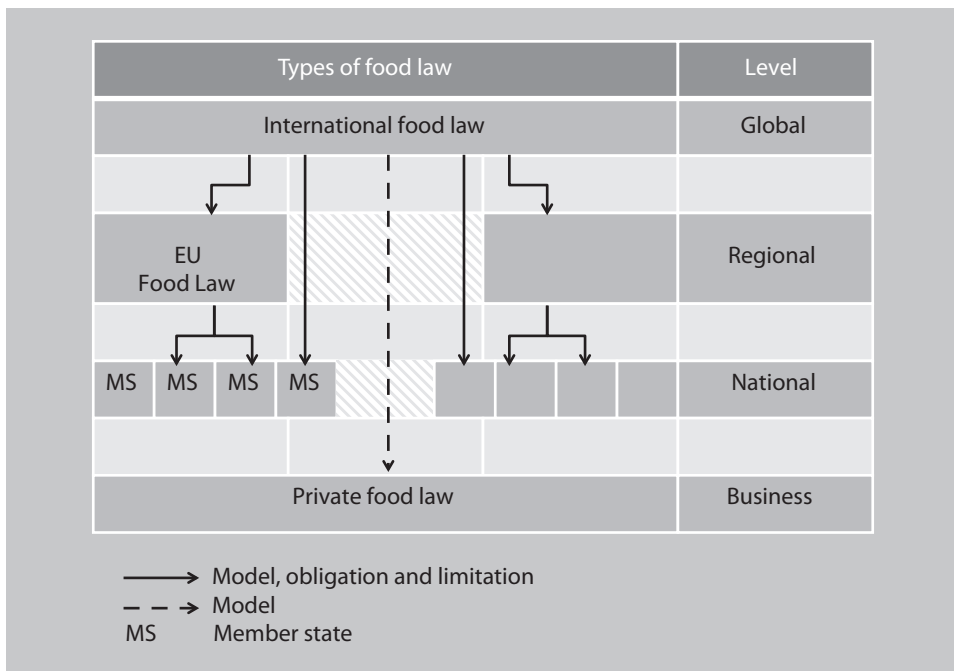 Types of food law Level
International food law Global
EU
Food Law
Regional
MS MS MS MS National
Private food law Business
Model, obligation and limitation
Model
MS Member state